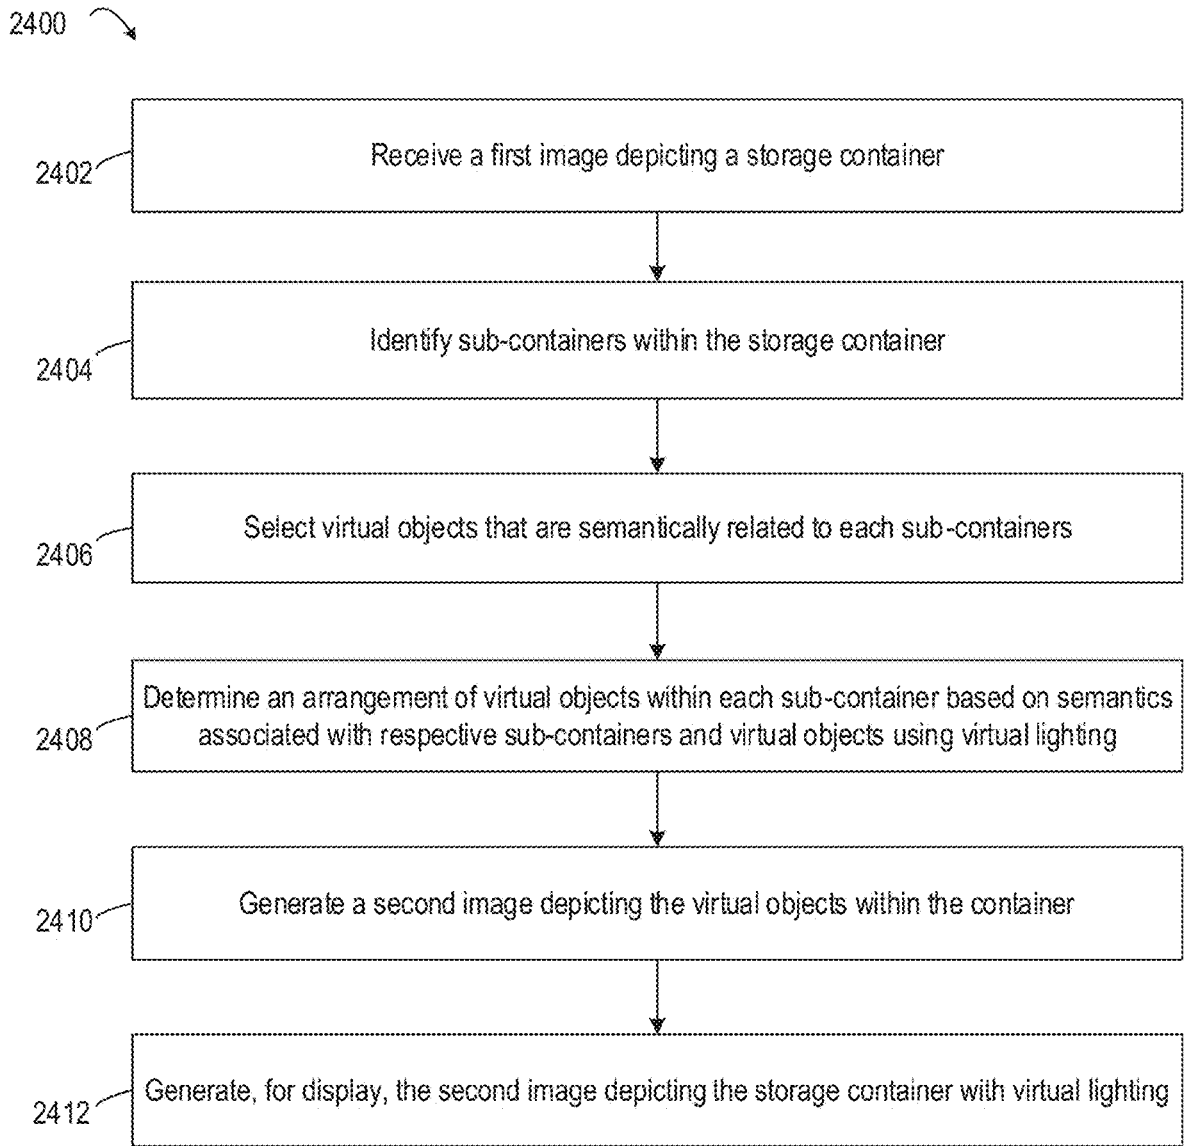 2400
2402
Receive a first image depicting a storage container
2404
Identify sub-containers within the storage container
2406
Select virtual objects that are semantically related to each sub-containers
2408
Determine an arrangement of virtual objects within each sub-container based on semantics
associated with respective sub-containers and virtual objects using virtual lighting
2410
Generate a second image depicting the virtual objects within the container
2412
Generate, for display, the second image depicting the storage container with virtual lighting